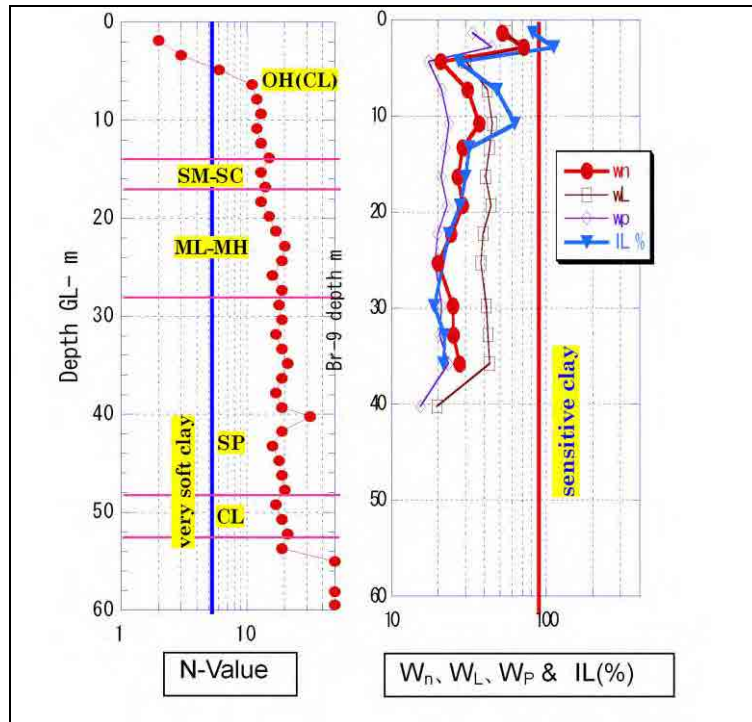 0
10
20
30
40
50
60
Depth GL- m
OH(CL)
SM-SC
ML-MH
SP
CL
very soft clay
1
10
N-Value
0
10
20
30
40
50
60
Br-9 depth m
wn
wL
wp
IL %
sensitive clay
10
100
Wn、WL、WP & IL(%)